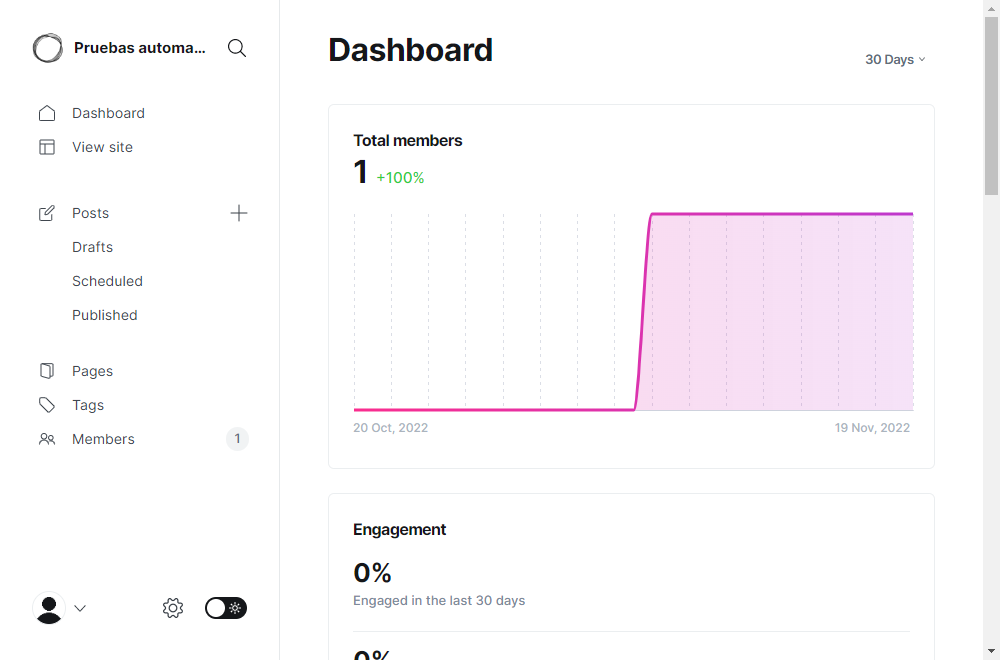 Pruebas automa...
Dashboard
View site
Posts
Drafts
Scheduled
Published
Pages
Tags
Members
1
Dashboard
30 Days
Total members
1 +100%
20 Oct, 2022
19 Nov, 2022
Engagement
0%
Engaged in the last 30 days
0%